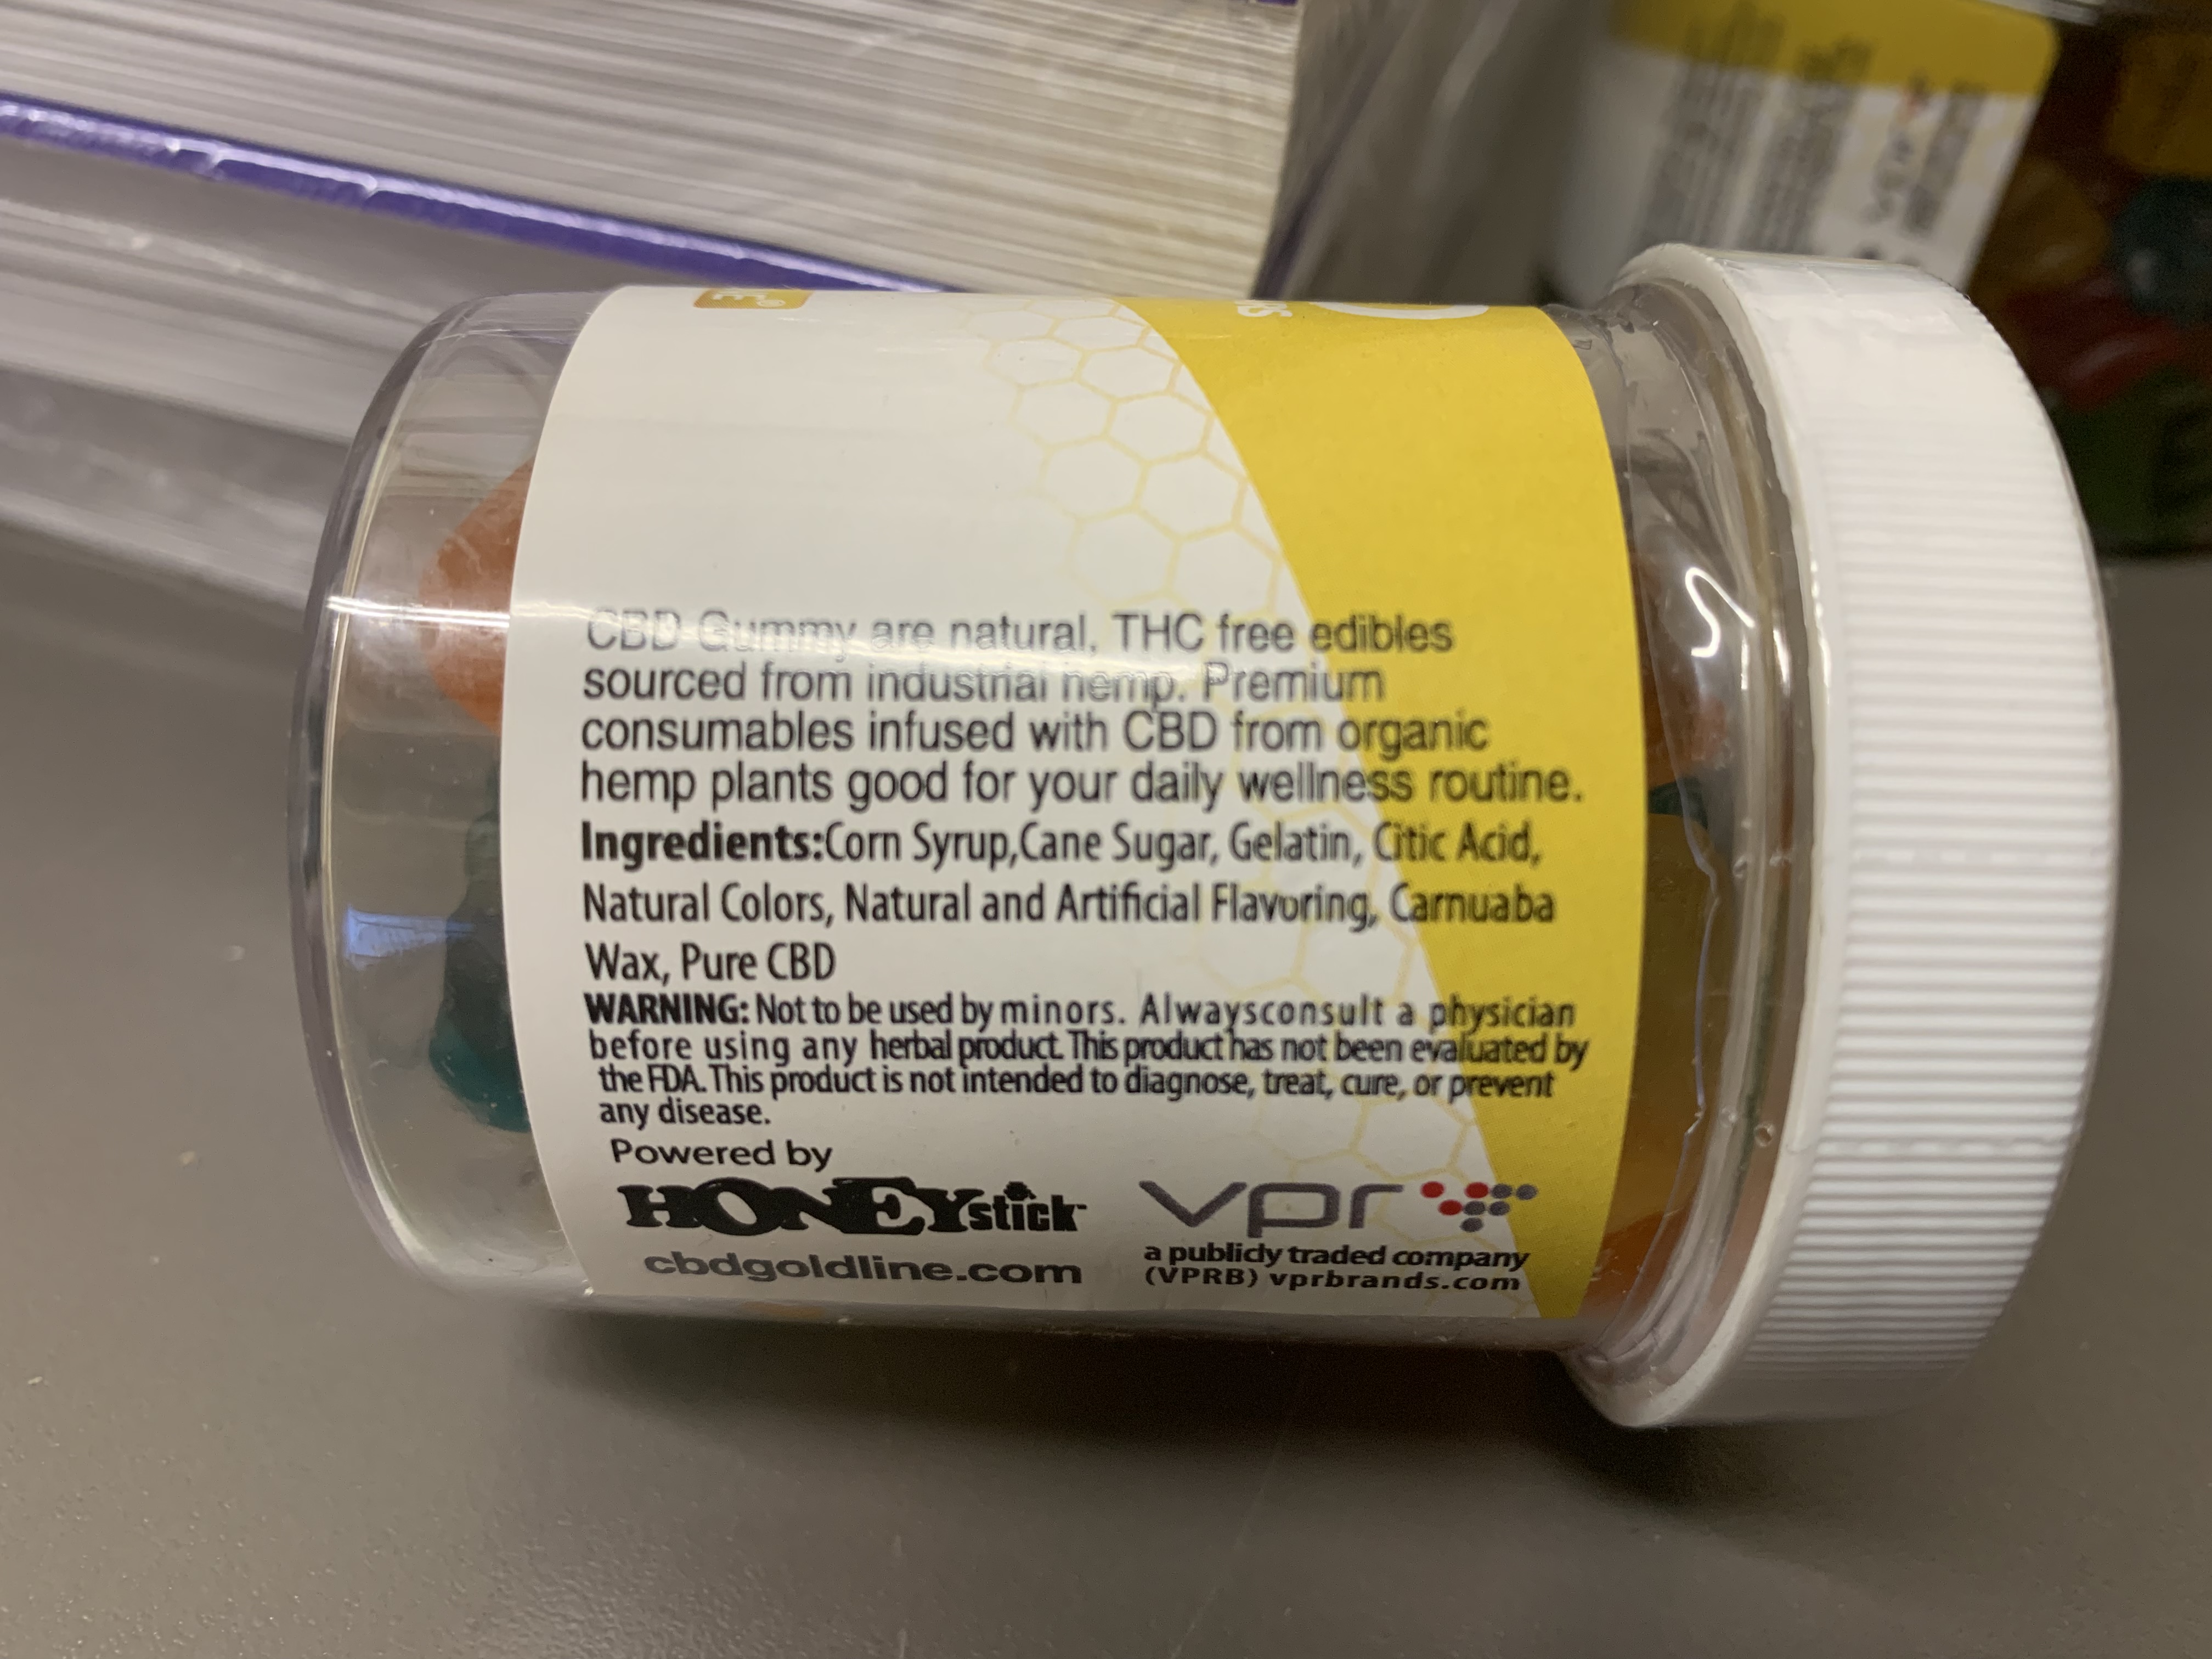 CBD Gummy are natural, THC free edibles
sourced from industrial hemp. Premium
consumables infused with CBD from organic
hemp plants good for your daily wellness routine.
Ingredients:Corn Syrup,Cane Sugar, Gelatin, Citic Acid,
Natural Colors, Natural and Artificial Flavoring, Carnuaba
Wax, Pure CBD
WARNING: Not to be used by minors. Alwaysconsult a physician
before using any herbal product. This product has not been evaluated by
the FDA. This product is not intended to diagnose, treat, cure, or prevent
any disease.
Powered by
HONEYstick
cbdgoldline.com
vpr
a publicly traded company
(VPRB) vprbrands.com